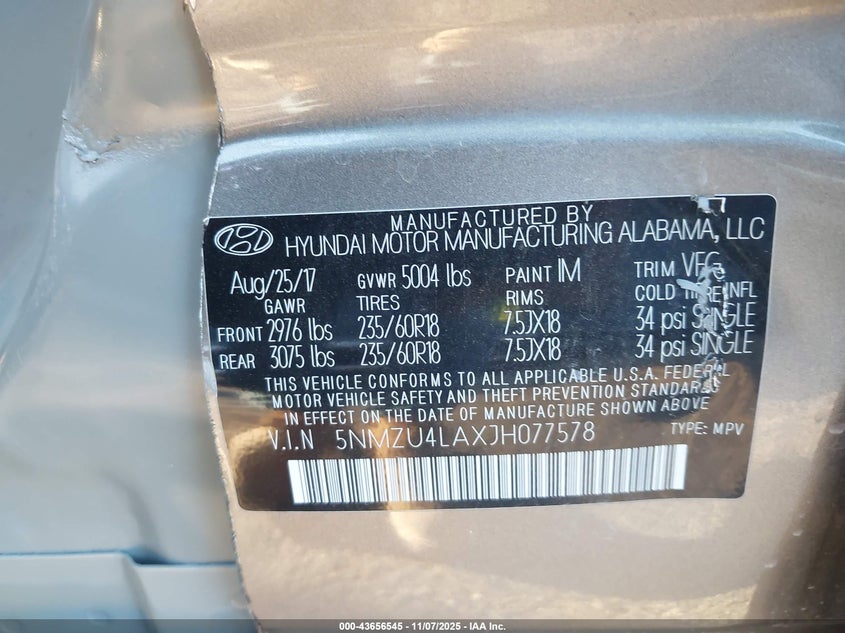 MANUFACTURED BY
HYUNDAI MOTOR MANUFACTURING ALABAMA, LLC
Aug/25/17 GVWR 5004 lbs PAINT IM TRIM VFG
GAWR TIRES RIMS COLD TIRE INFL
FRONT 2976 lbs 235/60R18 7.5JX18 34 psi SINGLE
REAR 3075 lbs 235/60R18 7.5JX18 34 psi SINGLE
THIS VEHICLE CONFORMS TO ALL APPLICABLE U.S.A. FEDERAL
MOTOR VEHICLE SAFETY AND THEFT PREVENTION STANDARDS
IN EFFECT ON THE DATE OF MANUFACTURE SHOWN ABOVE
V.I.N 5NMZU4LAXJH077578 TYPE: MPV
000-43656545 - 11/07/2025 - IAA Inc.